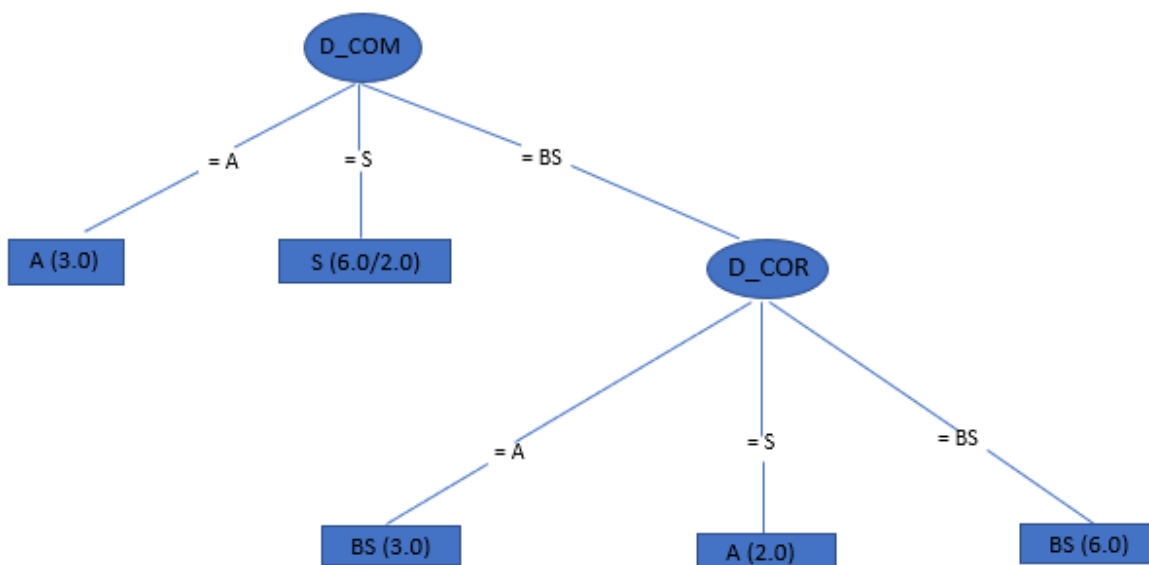 D_COM
= A
= S
= BS
A (3.0)
S (6.0/2.0)
D_COR
= A
= S
= BS
BS (3.0)
A (2.0)
BS (6.0)